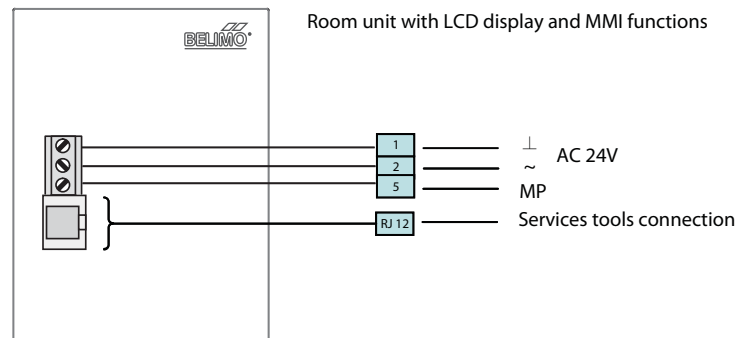 BELIMO®
Room unit with LCD display and MMI functions
1 ⊥
AC 24V
2 ~
5 MP
RJ 12 Services tools connection